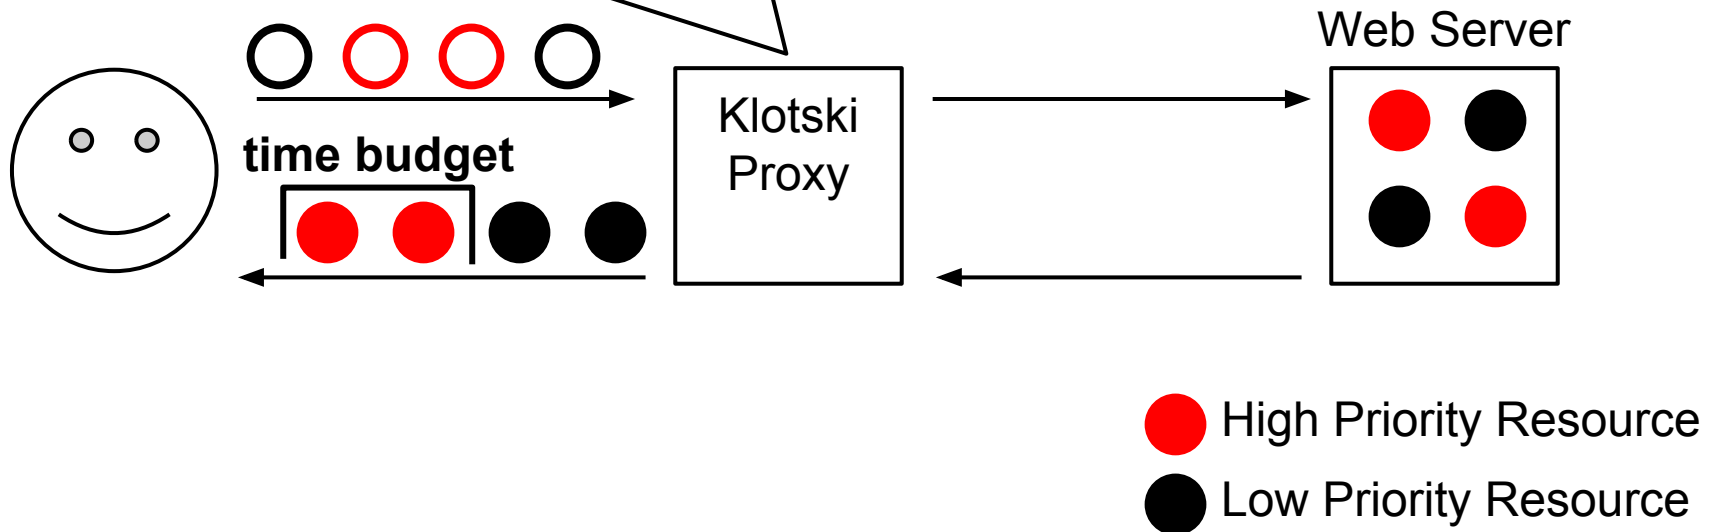 Web Server
Klotski
Proxy
time budget
High Priority Resource
Low Priority Resource